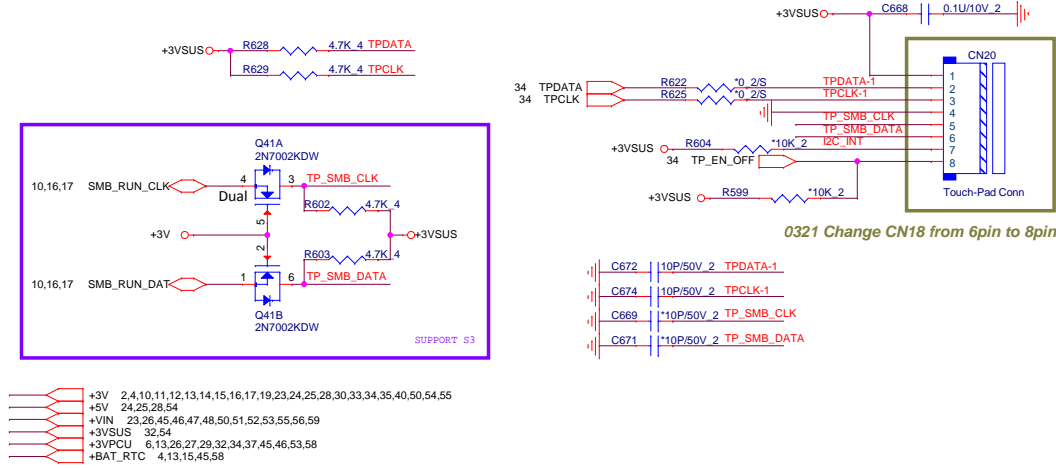 +3VSUS C668 0.1U/10V_2
+3VSUS R628 4.7K_4 TPDATA
R629 4.7K_4 TPCLK
CN20
1
2
3
4
5
6
7
8
34 TPDATA R622 *0_2/S TPDATA-1
34 TPCLK R625 *0_2/S TPCLK-1
TP_SMB_CLK
TP_SMB_DATA
+3VSUS R604 *10K_2 I2C_INT
34 TP_EN_OFF
+3VSUS R599 *10K_2
Touch-Pad Conn
0321 Change CN18 from 6pin to 8pin
Q41A
2N7002KDW
10,16,17 SMB_RUN_CLK 4 3 TP_SMB_CLK
Dual
R602 4.7K_4
5
+3V +3VSUS
2
R603 4.7K_4
10,16,17 SMB_RUN_DAT 1 6 TP_SMB_DATA
Q41B
2N7002KDW
SUPPORT S3
C672 10P/50V_2 TPDATA-1
C674 10P/50V_2 TPCLK-1
C669 *10P/50V_2 TP_SMB_CLK
C671 *10P/50V_2 TP_SMB_DATA
+3V 2,4,10,11,12,13,14,15,16,17,19,23,24,25,28,30,33,34,35,40,50,54,55
+5V 24,25,28,54
+VIN 23,26,45,46,47,48,50,51,52,53,55,56,59
+3VSUS 32,54
+3VPCU 6,13,26,27,29,32,34,37,45,46,53,58
+BAT_RTC 4,13,15,45,58